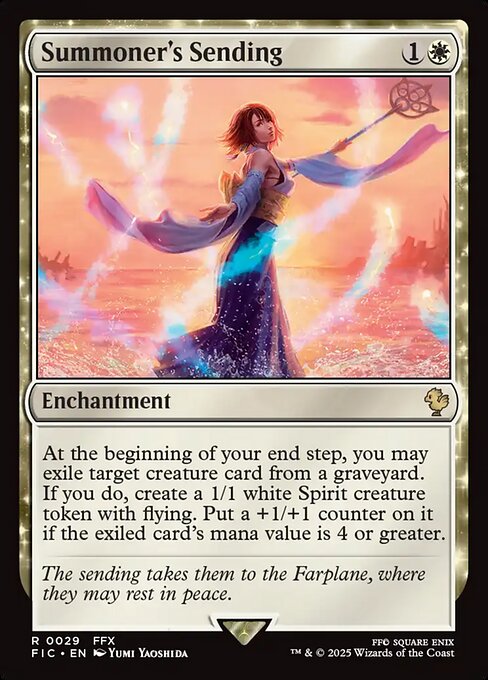 Summoner's Sending 1
Enchantment
At the beginning of your end step, you may
exile target creature card from a graveyard.
If you do, create a 1/1 white Spirit creature
token with flying. Put a +1/+1 counter on it
if the exiled card's mana value is 4 or greater.
The sending takes them to the Farplane, where
they may rest in peace.
R 0029 FFX
FIC • EN Yumi Yaoshida
FF© SQUARE ENIX
™ & © 2025 Wizards of the Coast